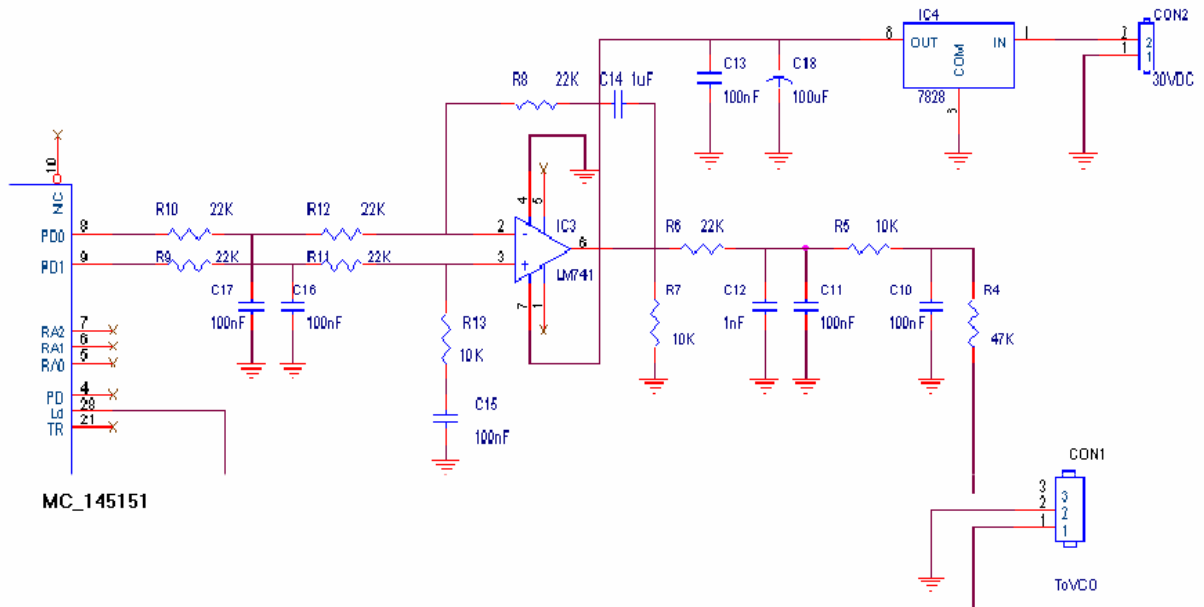 IC4
CON2
8
OUT
IN
1
2
1
2
1
COM
7828
3
30VDC
C13
100nF
C18
100uF
R8 22K
C14 1uF
10
NC
4
5
IC3
R10 22K
R12 22K
8
PD0
2
-
6
R6 22K
R5 10K
9
PD1
R9 22K
R11 22K
3
+
LM741
7
1
C17
100nF
C16
100nF
R7
10K
C12
1nF
C11
100nF
C10
100nF
R4
47K
RA2
7
RA1
6
RA0
5
R13
10K
PD
4
Ld
28
TR
21
C15
100nF
MC_145151
CON1
3
2
1
3
2
1
ToVCO